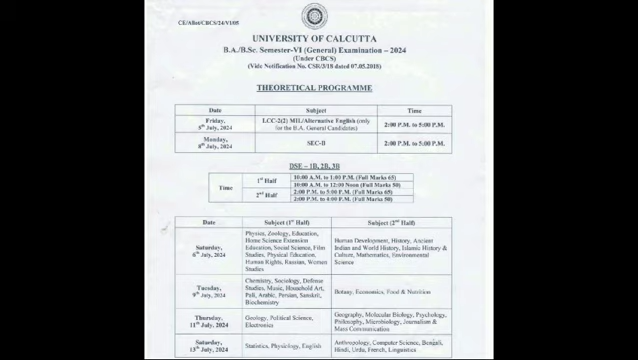 CE/ABot/CBCS/24/VI/05
UNIVERSITY OF CALCUTTA
B.A./B.Sc. Semester-VI (General) Examination – 2024
(Under CBCS)
(Vide Notification No. CSR/3/18 dated 07.05.2018)
THEORETICAL PROGRAMME
Date Subject Time
Friday, 5th July, 2024 LCC-2(2) MIL/Alternative English (only for the B.A. General Candidates) 2:00 P.M. to 5:00 P.M.
Monday, 8th July, 2024 SEC-B 2:00 P.M. to 5:00 P.M.
DSE – 1B, 2B, 3B
Time
1st Half 10:00 A.M. to 1:00 P.M. (Full Marks 65)
10:00 A.M. to 12:00 Noon (Full Marks 50)
2nd Half 2:00 P.M. to 5:00 P.M. (Full Marks 65)
2:00 P.M. to 4:00 P.M. (Full Marks 50)
Date Subject (1st Half) Subject (2nd Half)
Saturday, 6th July, 2024
Physics, Zoology, Education,
Home Science Extension
Education, Social Science, Film
Studies, Physical Education,
Human Rights, Russian, Women
Studies
Human Development, History, Ancient
Indian and World History, Islamic History &
Culture, Mathematics, Environmental
Science
Tuesday, 9th July, 2024
Chemistry, Sociology, Defense
Studies, Music, Household Art,
Pali, Arabic, Persian, Sanskrit,
Biochemistry
Botany, Economics, Food & Nutrition
Thursday, 11th July, 2024
Geology, Political Science,
Electronics
Geography, Molecular Biology, Psychology,
Philosophy, Microbiology, Journalism &
Mass Communication
Saturday, 13th July, 2024
Statistics, Physiology, English
Anthropology, Computer Science, Bengali,
Hindi, Urdu, French, Linguistics